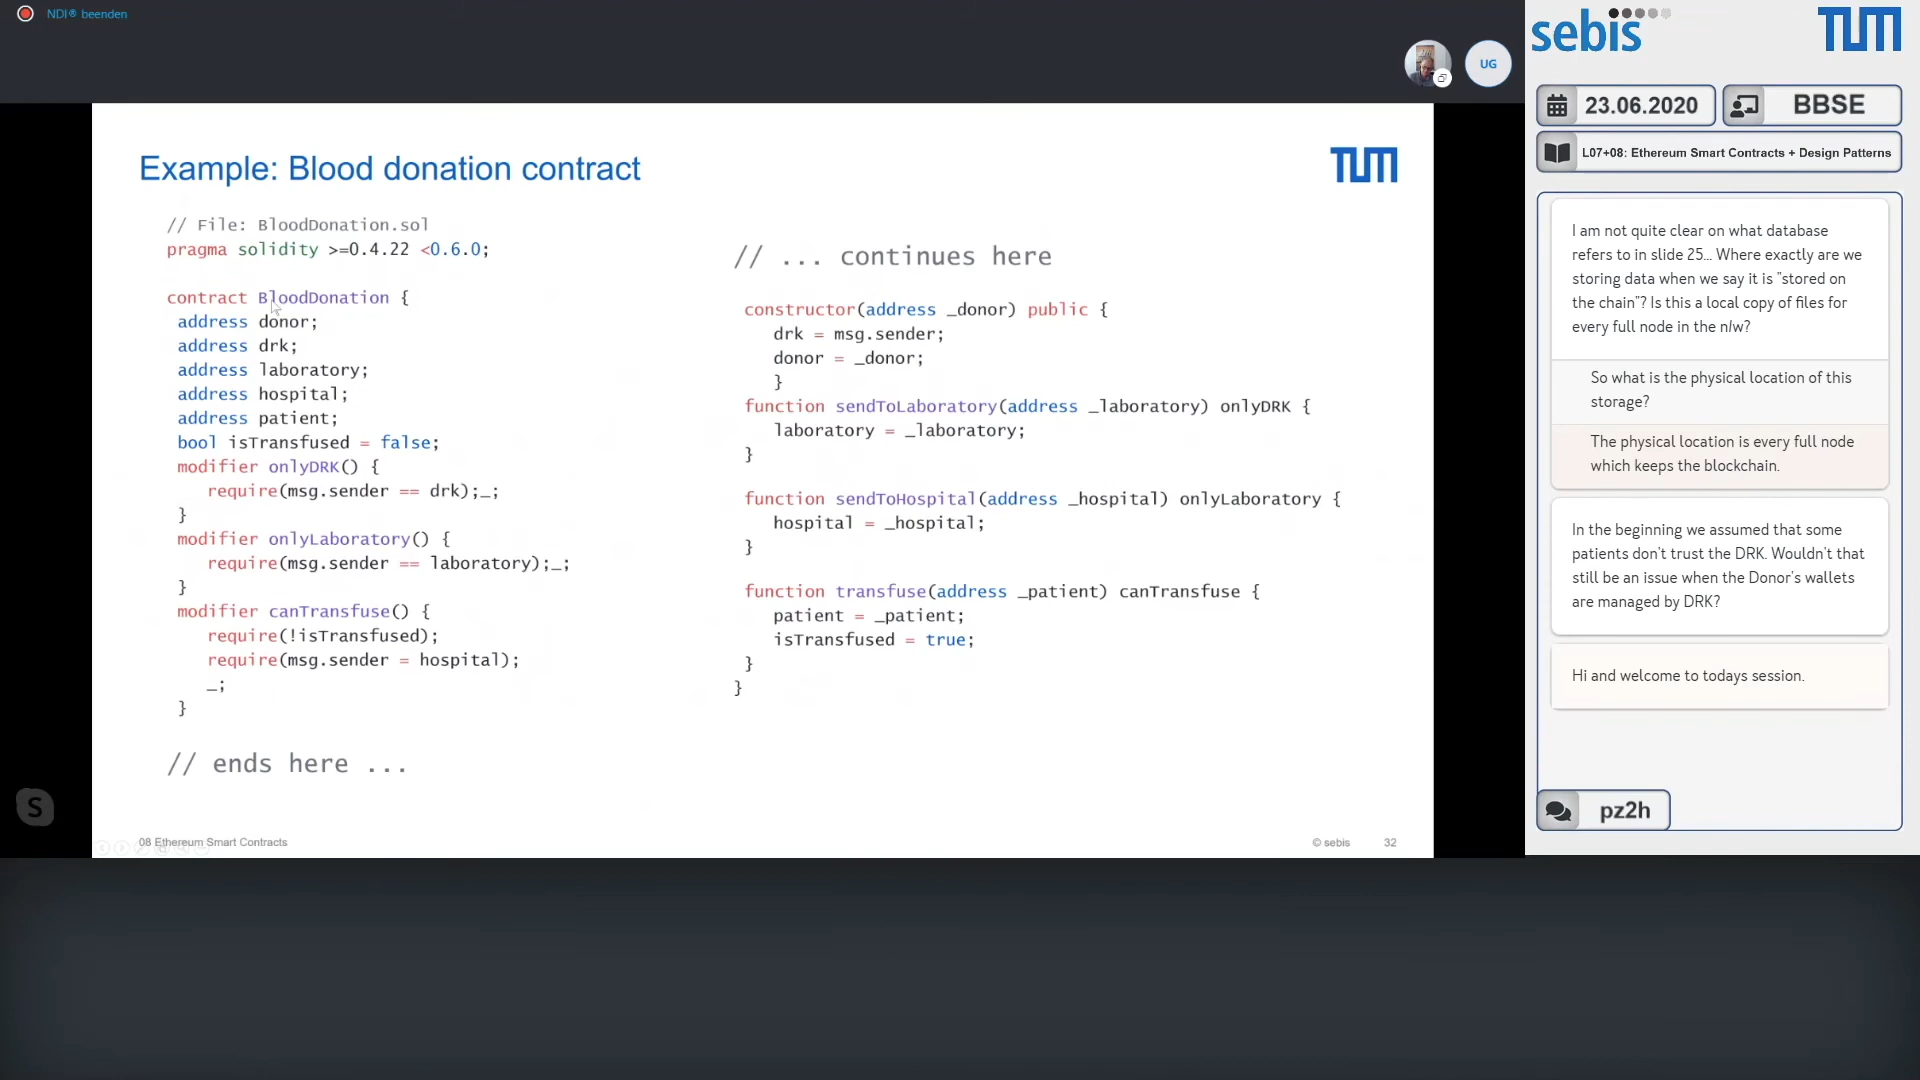 NDI® beenden
UG
Example: Blood donation contract
TUM
// File: BloodDonation.sol
pragma solidity >=0.4.22 <0.6.0;
contract BloodDonation {
address donor;
address drk;
address laboratory;
address hospital;
address patient;
bool isTransfused = false;
modifier onlyDRK() {
require(msg.sender == drk);_;
}
modifier onlyLaboratory() {
require(msg.sender == laboratory);_;
}
modifier canTransfuse() {
require(!isTransfused);
require(msg.sender = hospital);
_;
}
// ends here ...
// ... continues here
constructor(address _donor) public {
drk = msg.sender;
donor = _donor;
}
function sendToLaboratory(address _laboratory) onlyDRK {
laboratory = _laboratory;
}
function sendToHospital(address _hospital) onlyLaboratory {
hospital = _hospital;
}
function transfuse(address _patient) canTransfuse {
patient = _patient;
isTransfused = true;
}
}
08 Ethereum Smart Contracts
© sebis
32
S
sebis
TUM
23.06.2020
BBSE
L07+08: Ethereum Smart Contracts + Design Patterns
I am not quite clear on what database
refers to in slide 25... Where exactly are we
storing data when we say it is "stored on
the chain"? Is this a local copy of files for
every full node in the n/w?
So what is the physical location of this
storage?
The physical location is every full node
which keeps the blockchain.
In the beginning we assumed that some
patients don't trust the DRK. Wouldn't that
still be an issue when the Donor's wallets
are managed by DRK?
Hi and welcome to todays session.
pz2h